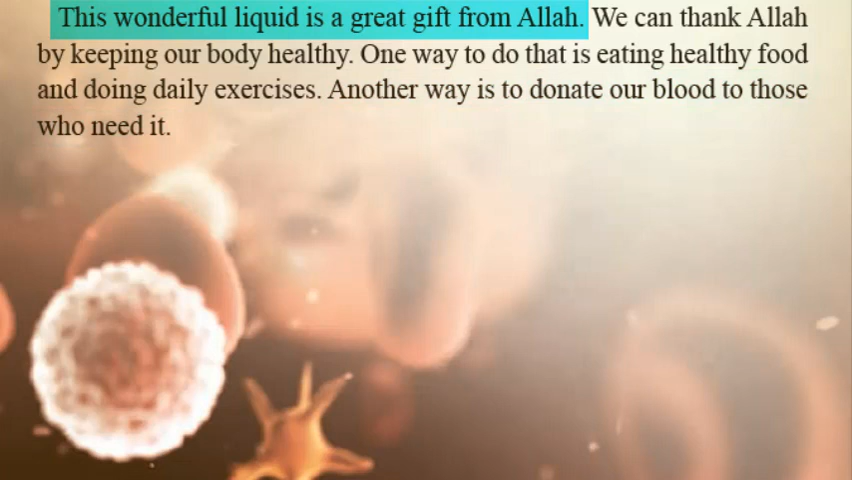 This wonderful liquid is a great gift from Allah. We can thank Allah
by keeping our body healthy. One way to do that is eating healthy food
and doing daily exercises. Another way is to donate our blood to those
who need it.